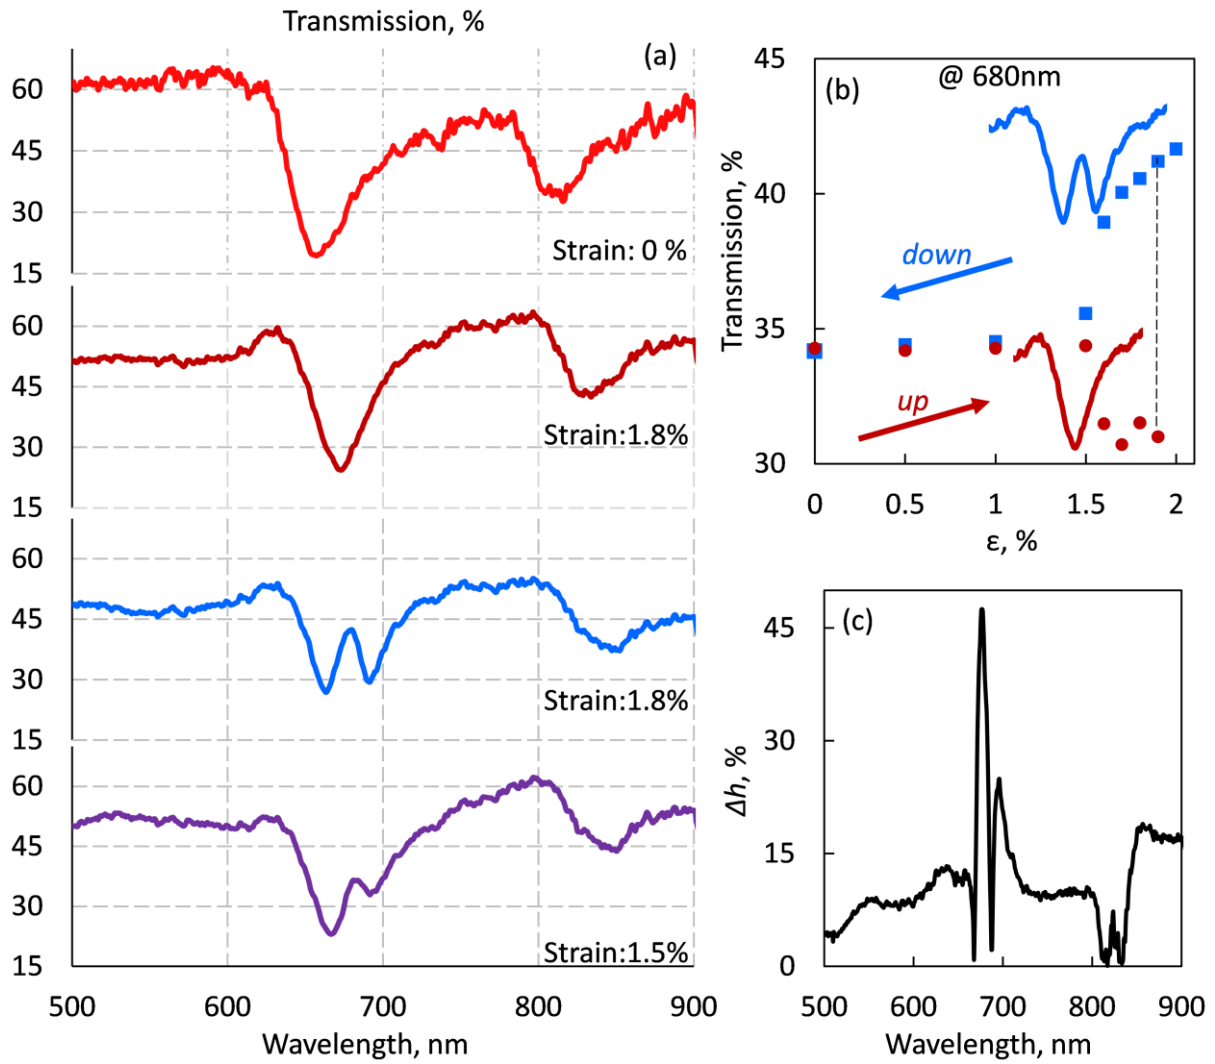 Transmission, %
(a)
60
45
30
15
Strain: 0 %
60
45
30
15
Strain:1.8%
60
45
30
15
Strain:1.8%
60
45
30
15
Strain:1.5%
500 600 700 800 900
Wavelength, nm
(b)
@ 680nm
Transmission, %
45
40
35
30
down
up
0 0.5 1 1.5 2
ε, %
(c)
Δh, %
45
30
15
0
500 600 700 800 900
Wavelength, nm